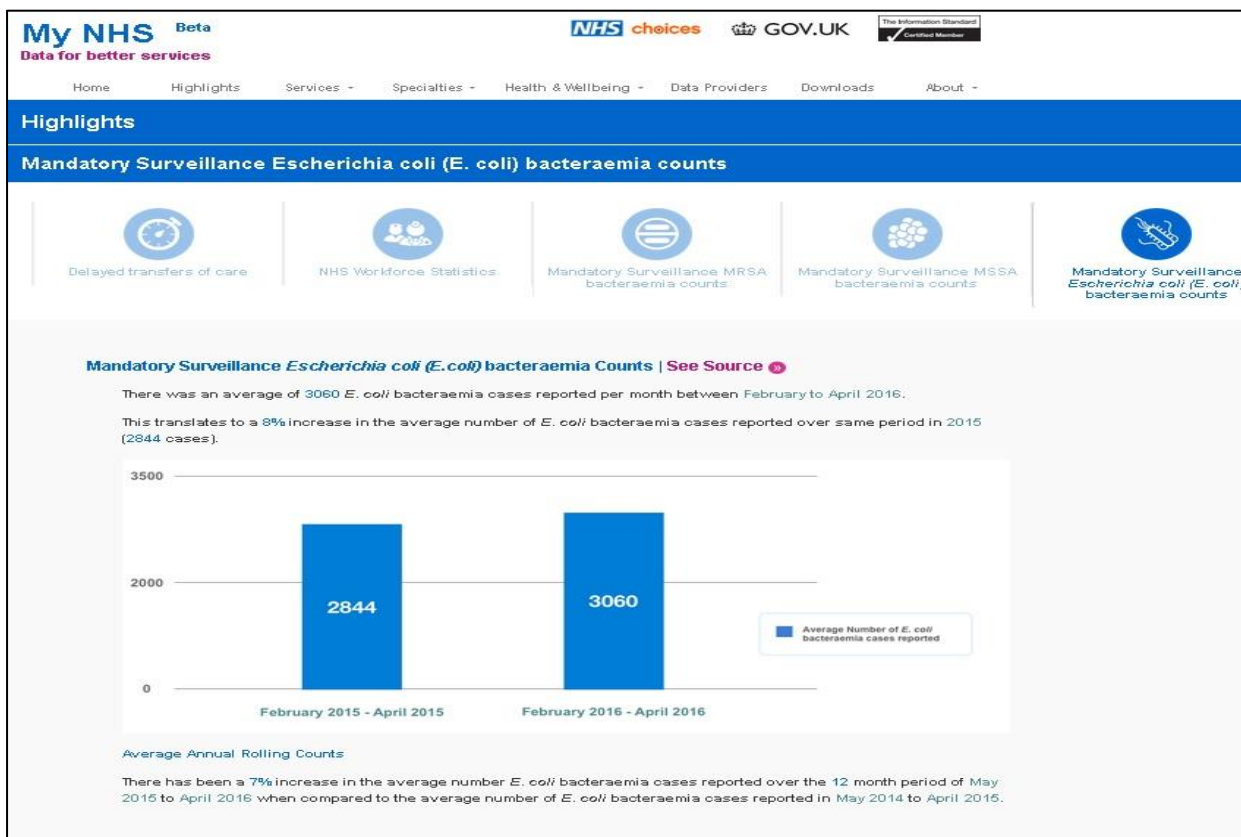 My NHS Beta
Data for better services
NHS choices
GOV.UK
The Information Standard
Certified Member
Home Highlights Services Specialties Health & Wellbeing Data Providers Downloads About
Highlights
Mandatory Surveillance Escherichia coli (E. coli) bacteraemia counts
Delayed transfers of care
NHS Workforce Statistics
Mandatory Surveillance MRSA
bacteraemia counts
Mandatory Surveillance MSSA
bacteraemia counts
Mandatory Surveillance
Escherichia coli (E. coli)
bacteraemia counts
Mandatory Surveillance Escherichia coli (E.coli) bacteraemia Counts | See Source
There was an average of 3060 E. coli bacteraemia cases reported per month between February to April 2016.
This translates to a 8% increase in the average number of E. coli bacteraemia cases reported over same period in 2015
(2844 cases).
3500
2000
0
2844
3060
Average Number of E. coli
bacteraemia cases reported
February 2015 - April 2015
February 2016 - April 2016
Average Annual Rolling Counts
There has been a 7% increase in the average number E. coli bacteraemia cases reported over the 12 month period of May
2015 to April 2016 when compared to the average number of E. coli bacteraemia cases reported in May 2014 to April 2015.